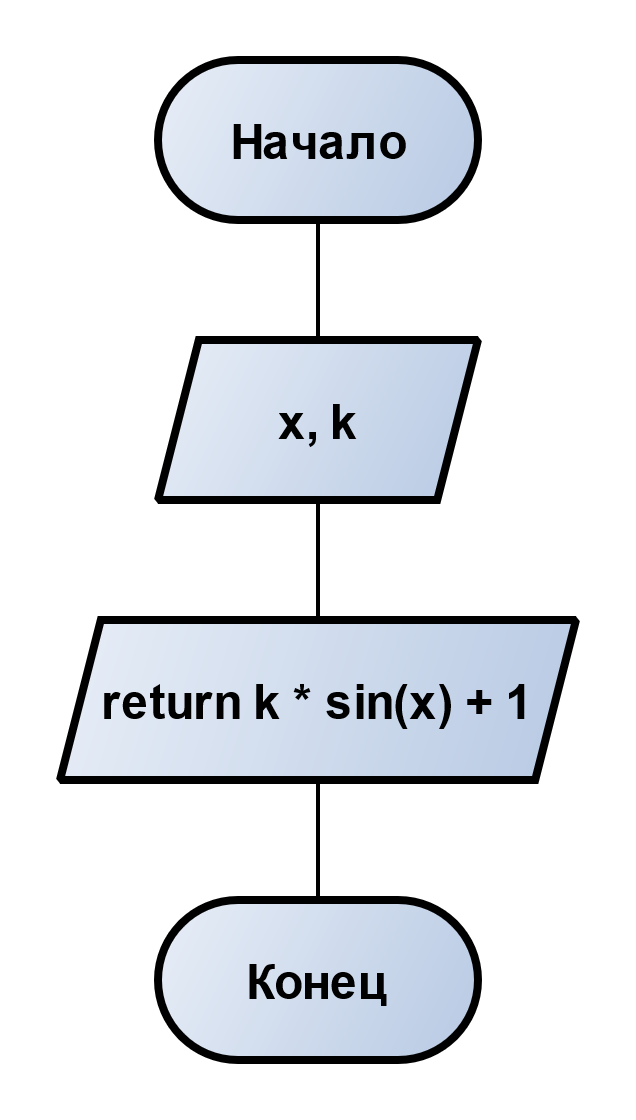 Начало
x, k
return k * sin(x) + 1
Конец